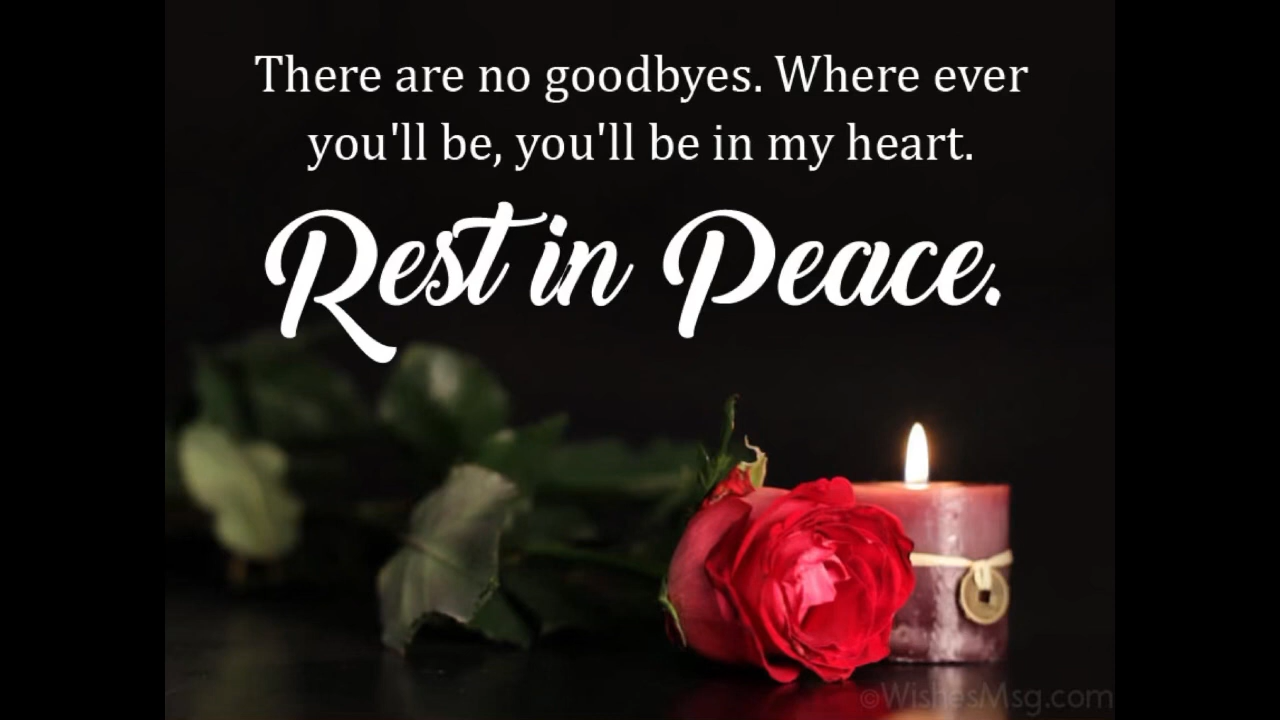 There are no goodbyes. Where ever
you'll be, you'll be in my heart.
Rest in Peace.
©WishesMsg.com